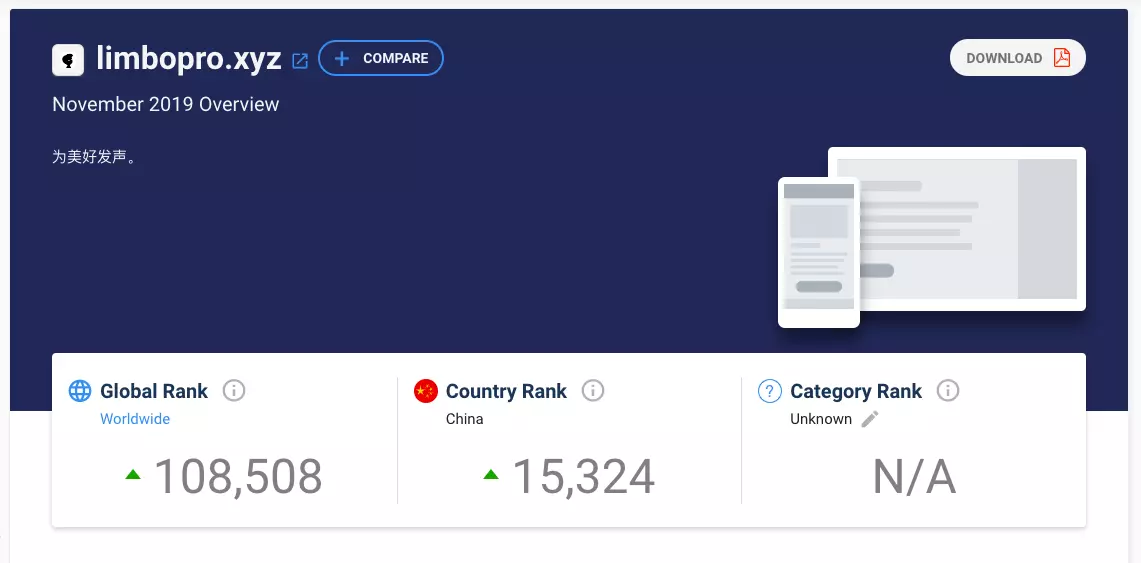 limbopro.xyz
COMPARE
DOWNLOAD
November 2019 Overview
为美好发声。
Global Rank
Worldwide
108,508
Country Rank
China
15,324
Category Rank
Unknown
N/A